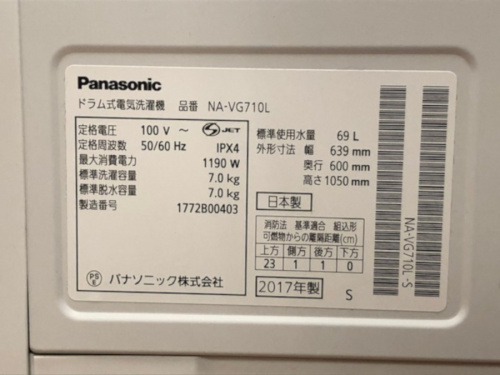 Panasonic
ドラム式電気洗濯機 品番 NA-VG710L
定格電圧 100 V ～ S JET
定格周波数 50/60 Hz IPX4
最大消費電力 1190 W
標準洗濯容量 7.0 kg
標準脱水容量 7.0 kg
製造番号 1772B00403
PS E パナソニック株式会社
標準使用水量 69 L
外形寸法 幅 639 mm
奥行 600 mm
高さ 1050 mm
日本製
消防法 基準適合 組込形
可燃物からの離隔距離(cm)
上方 側方 後方 下方
23 1 1 0
2017年製 S
NA-VG710L-S